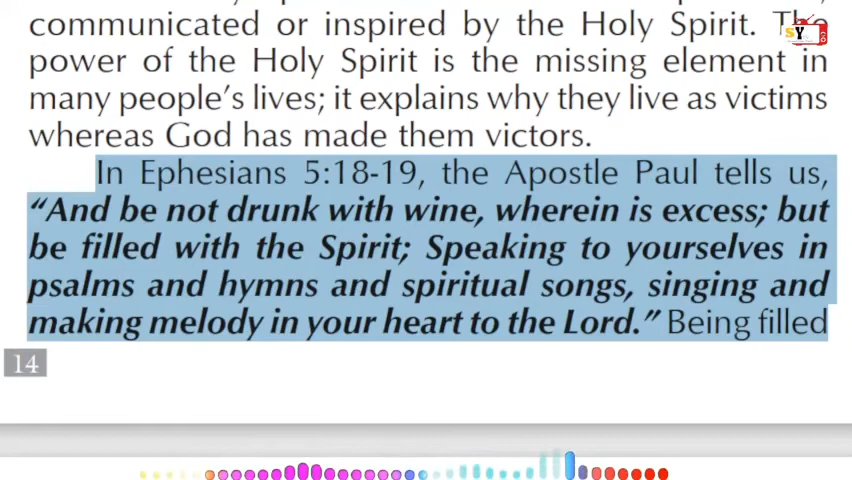 communicated or inspired by the Holy Spirit. The
power of the Holy Spirit is the missing element in
many people's lives; it explains why they live as victims
whereas God has made them victors.
In Ephesians 5:18-19, the Apostle Paul tells us,
“And be not drunk with wine, wherein is excess; but
be filled with the Spirit; Speaking to yourselves in
psalms and hymns and spiritual songs, singing and
making melody in your heart to the Lord.” Being filled
14
SY